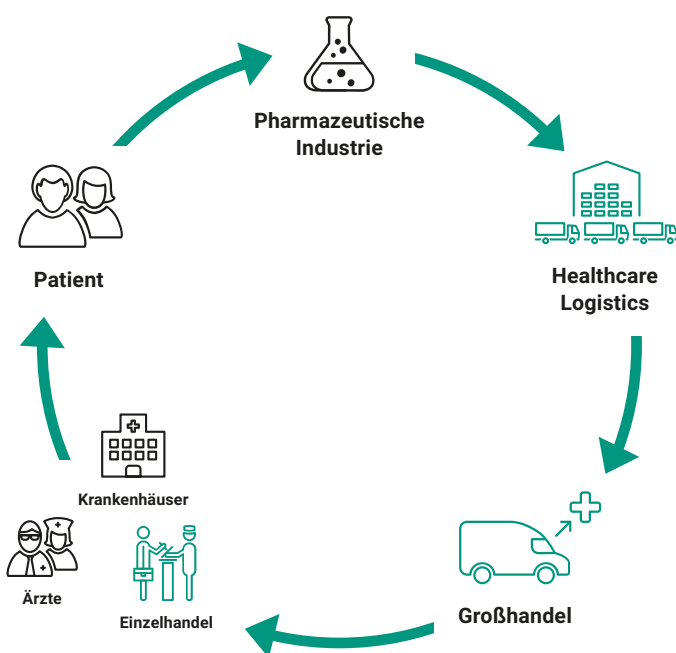 Pharmazeutische
Industrie
Healthcare
Logistics
Großhandel
Einzelhandel
Ärzte
Krankenhäuser
Patient